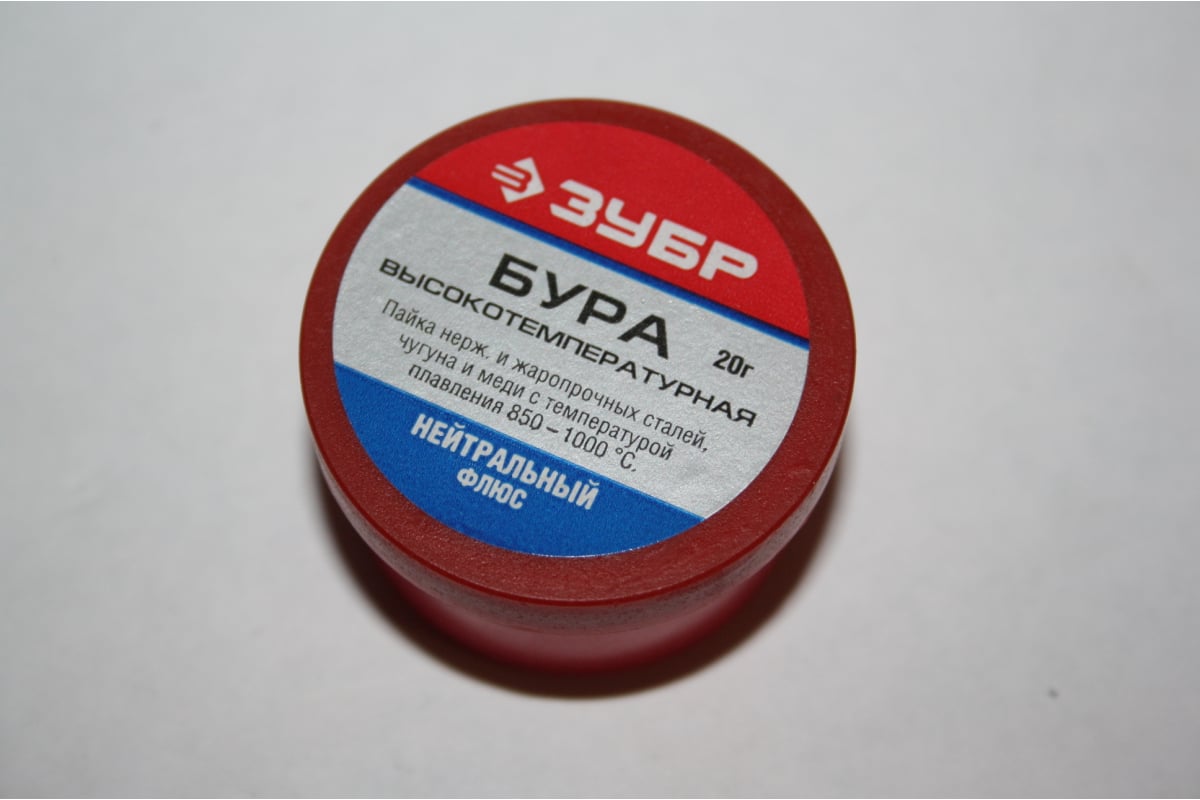 ЗУБР
БУРА
ВЫСОКОТЕМПЕРАТУРНАЯ
20г
Пайка нерж. и жаропрочных сталей,
чугуна и меди с температурой
плавления 850 – 1000 °С.
НЕЙТРАЛЬНЫЙ
ФЛЮС